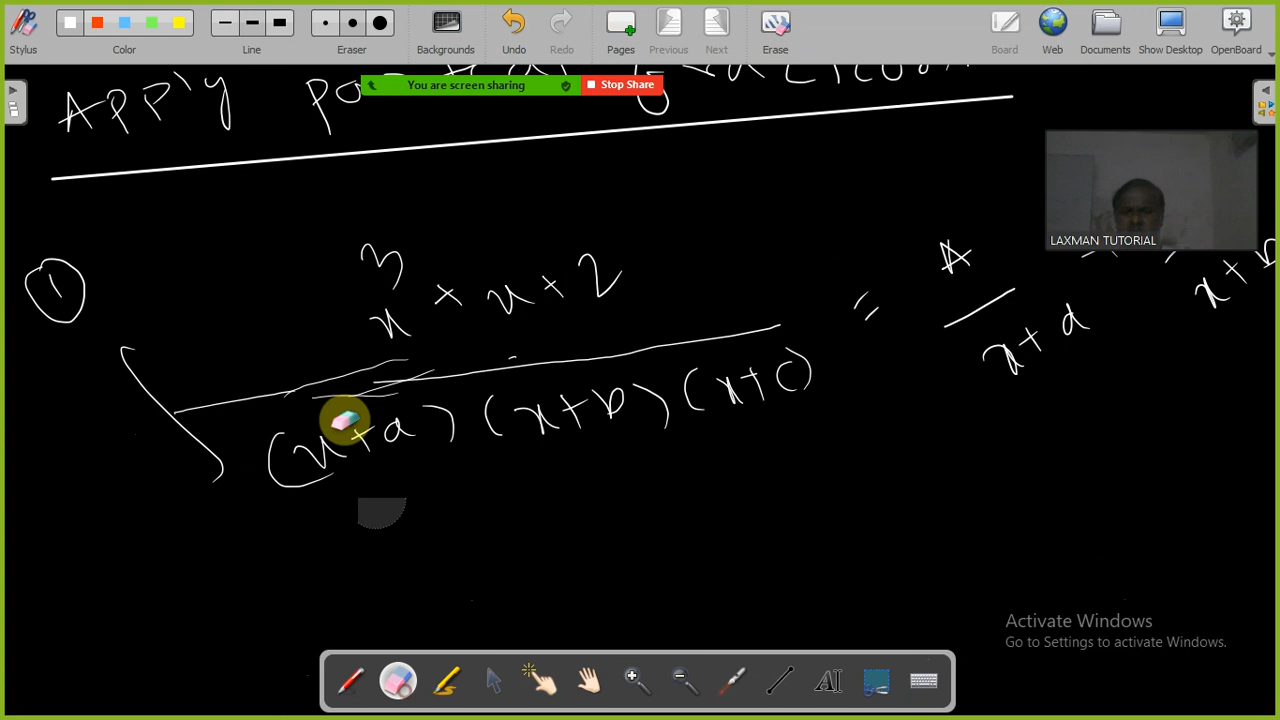 Stylus Color Line Eraser Backgrounds Undo Redo Pages Previous Next Erase Board Web Documents Show Desktop OpenBoard
You are screen sharing Stop Share
Apply
LAXMAN TUTORIAL
① x³ + x + 2 / (x+a) (x+b) (x+c) = A / x+a + / x+b
Activate Windows
Go to Settings to activate Windows.
AI